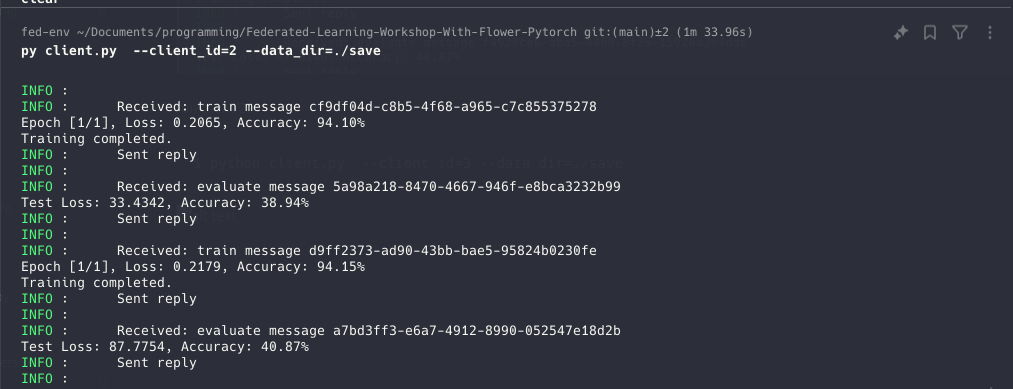 clear
fed-env ~/Documents/programming/Federated-Learning-Workshop-With-Flower-Pytorch git:(main)±2 (1m 33.96s)
py client.py  --client_id=2 --data_dir=./save
INFO :
INFO :      Received: train message cf9df04d-c8b5-4f68-a965-c7c855375278
Epoch [1/1], Loss: 0.2065, Accuracy: 94.10%
Training completed.
INFO :      Sent reply
INFO :
INFO :      Received: evaluate message 5a98a218-8470-4667-946f-e8bca3232b99
Test Loss: 33.4342, Accuracy: 38.94%
INFO :      Sent reply
INFO :
INFO :      Received: train message d9ff2373-ad90-43bb-bae5-95824b0230fe
Epoch [1/1], Loss: 0.2179, Accuracy: 94.15%
Training completed.
INFO :      Sent reply
INFO :
INFO :      Received: evaluate message a7bd3ff3-e6a7-4912-8990-052547e18d2b
Test Loss: 87.7754, Accuracy: 40.87%
INFO :      Sent reply
INFO :